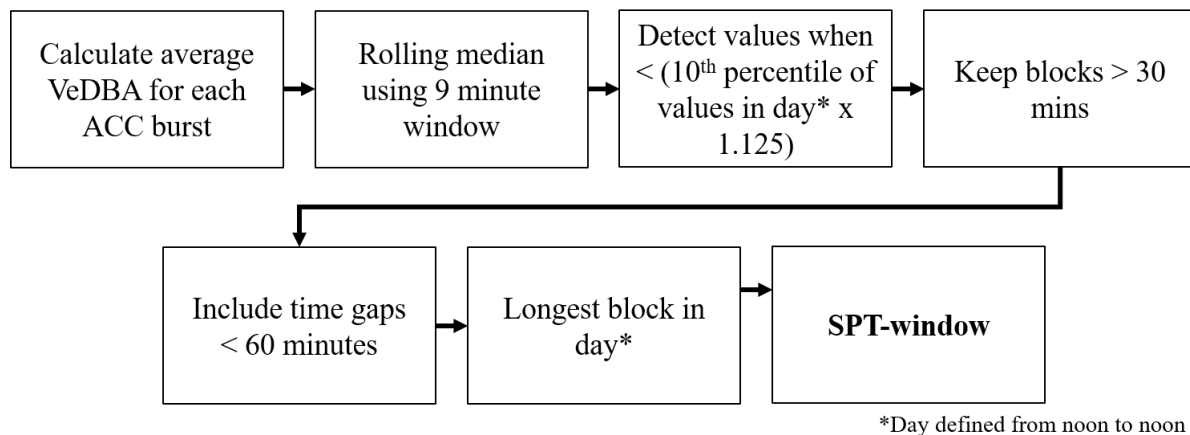 Calculate average
VeDBA for each
ACC burst
Rolling median
using 9 minute
window
Detect values when
< (10th percentile of
values in day* x
1.125)
Keep blocks > 30
mins
Include time gaps
< 60 minutes
Longest block in
day*
SPT-window
*Day defined from noon to noon